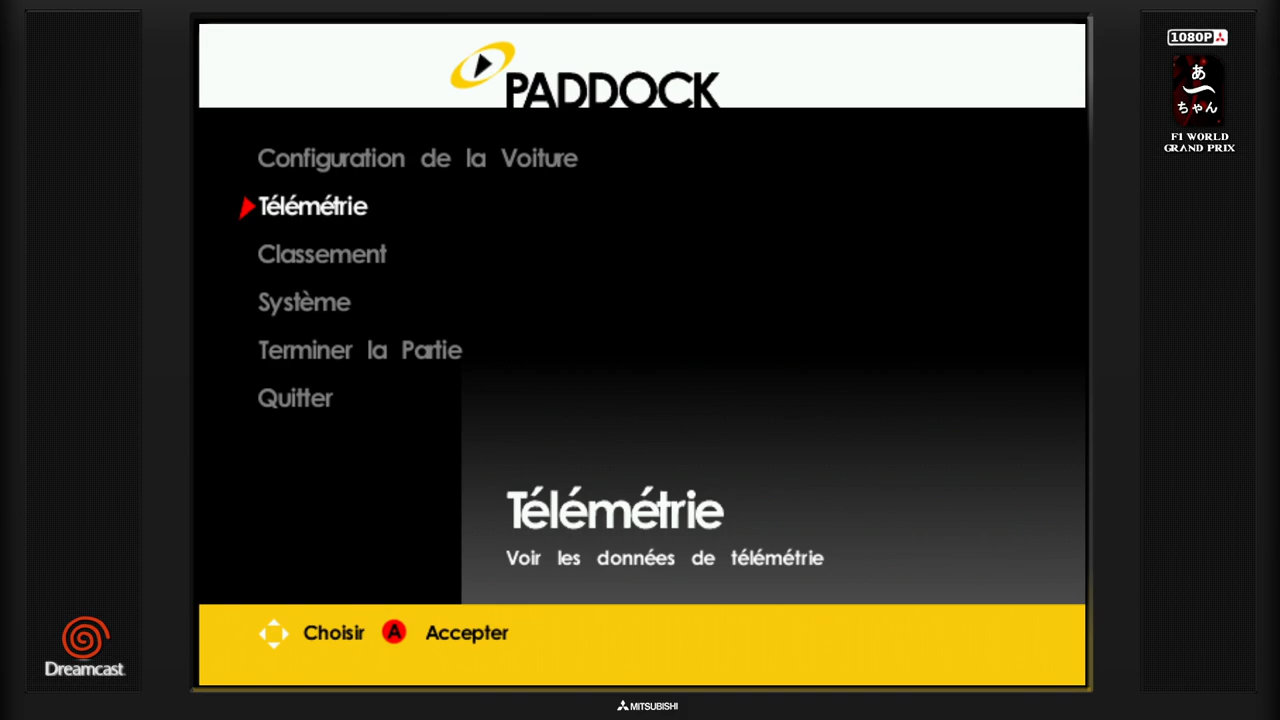 PADDOCK
Configuration de la Voiture
Télémétrie
Classement
Système
Terminer la Partie
Quitter
Télémétrie
Voir les données de télémétrie
Choisir A Accepter
1080P
あ
ー
ちゃん
F1 WORLD
GRAND PRIX
Dreamcast
MITSUBISHI